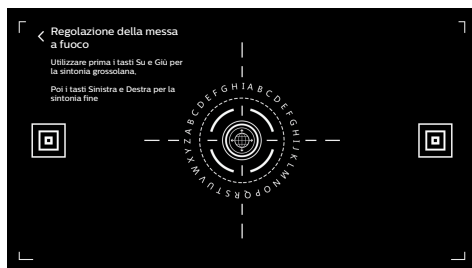 Regolazione della messa
a fuoco
Utilizzare prima i tasti Su e Giù per
la sintonia grossolana,
Poi i tasti Sinistra e Destra per la
sintonia fine
ABCDEFGHIABCDEFGHIJKLMNOPQRSTUVWXYZ